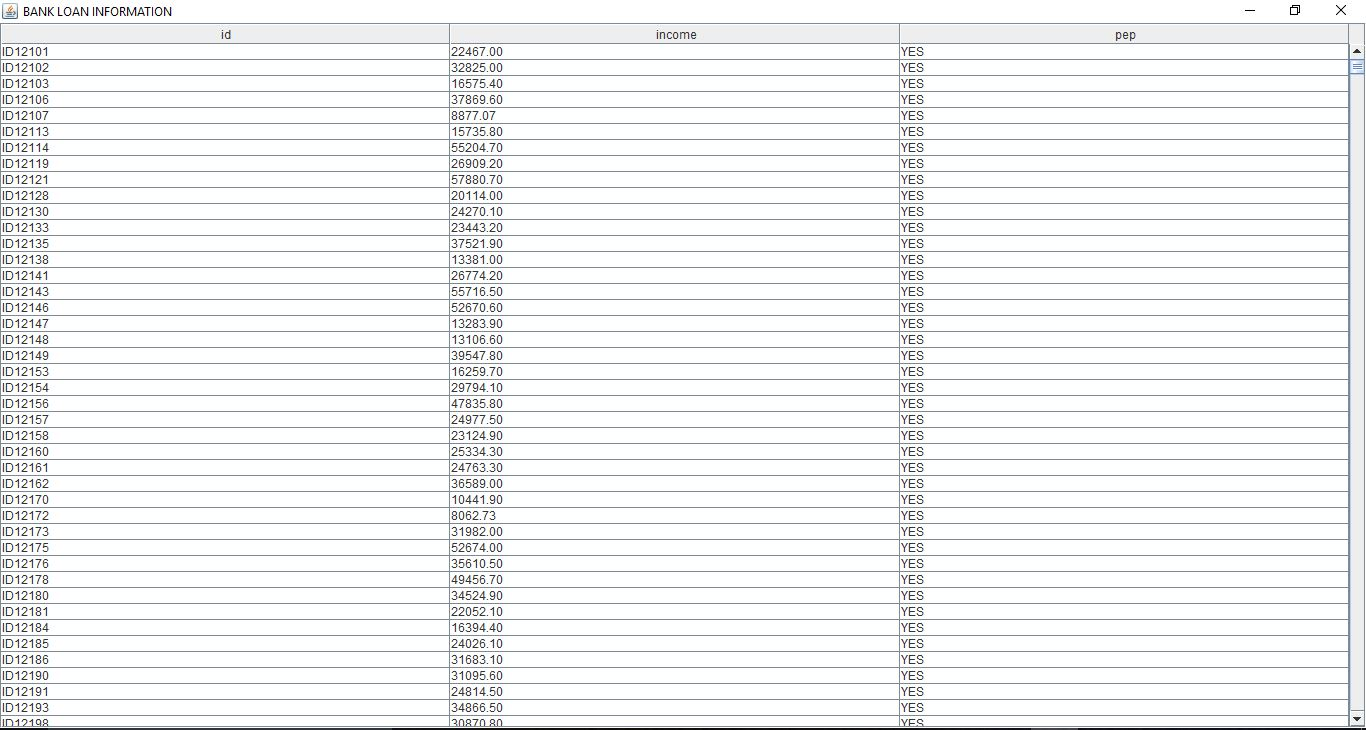 BANK LOAN INFORMATION
id income pep
ID12101 22467.00 YES
ID12102 32825.00 YES
ID12103 16575.40 YES
ID12106 37869.60 YES
ID12107 8877.07 YES
ID12113 15735.80 YES
ID12114 55204.70 YES
ID12119 26909.20 YES
ID12121 57880.70 YES
ID12128 20114.00 YES
ID12130 24270.10 YES
ID12133 23443.20 YES
ID12135 37521.90 YES
ID12138 13381.00 YES
ID12141 26774.20 YES
ID12143 55716.50 YES
ID12146 52670.60 YES
ID12147 13283.90 YES
ID12148 13106.60 YES
ID12149 39547.80 YES
ID12153 16259.70 YES
ID12154 29794.10 YES
ID12156 47835.80 YES
ID12157 24977.50 YES
ID12158 23124.90 YES
ID12160 25334.30 YES
ID12161 24763.30 YES
ID12162 36589.00 YES
ID12170 10441.90 YES
ID12172 8062.73 YES
ID12173 31982.00 YES
ID12175 52674.00 YES
ID12176 35610.50 YES
ID12178 49456.70 YES
ID12180 34524.90 YES
ID12181 22052.10 YES
ID12184 16394.40 YES
ID12185 24026.10 YES
ID12186 31683.10 YES
ID12190 31095.60 YES
ID12191 24814.50 YES
ID12193 34866.50 YES
ID12198 30870.80 YES